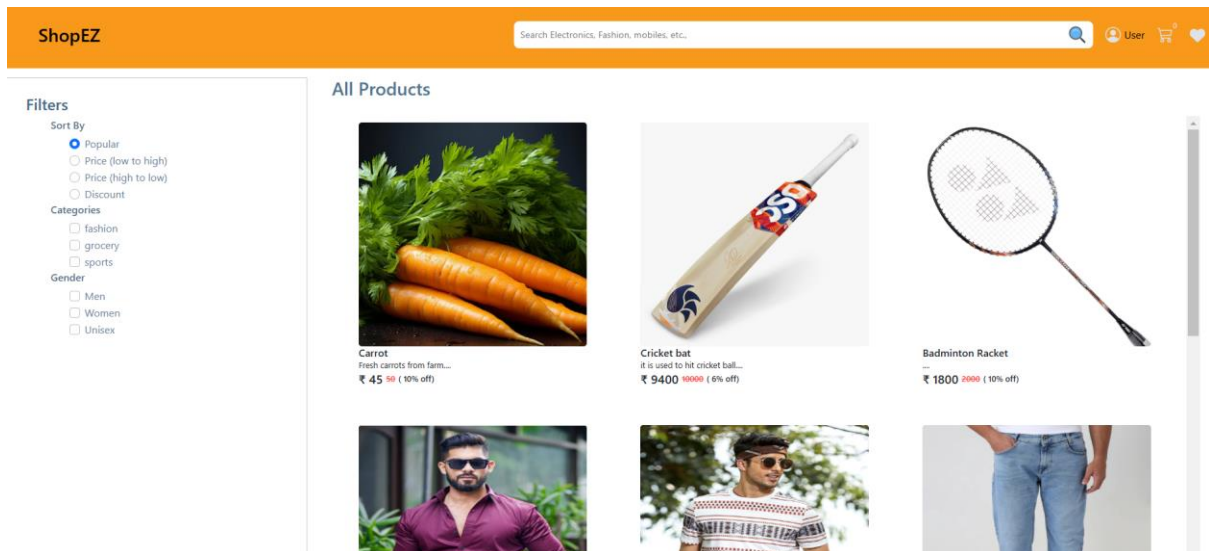 ShopEZ
Search Electronics, Fashion, mobiles, etc.,
User
0
Filters
Sort By
Popular
Price (low to high)
Price (high to low)
Discount
Categories
fashion
grocery
sports
Gender
Men
Women
Unisex
All Products
DSC
Carrot
Fresh carrots from farm....
₹ 45 50 ( 10% off)
Cricket bat
it is used to hit cricket ball....
₹ 9400 10000 ( 6% off)
Badminton Racket
...
₹ 1800 2000 ( 10% off)